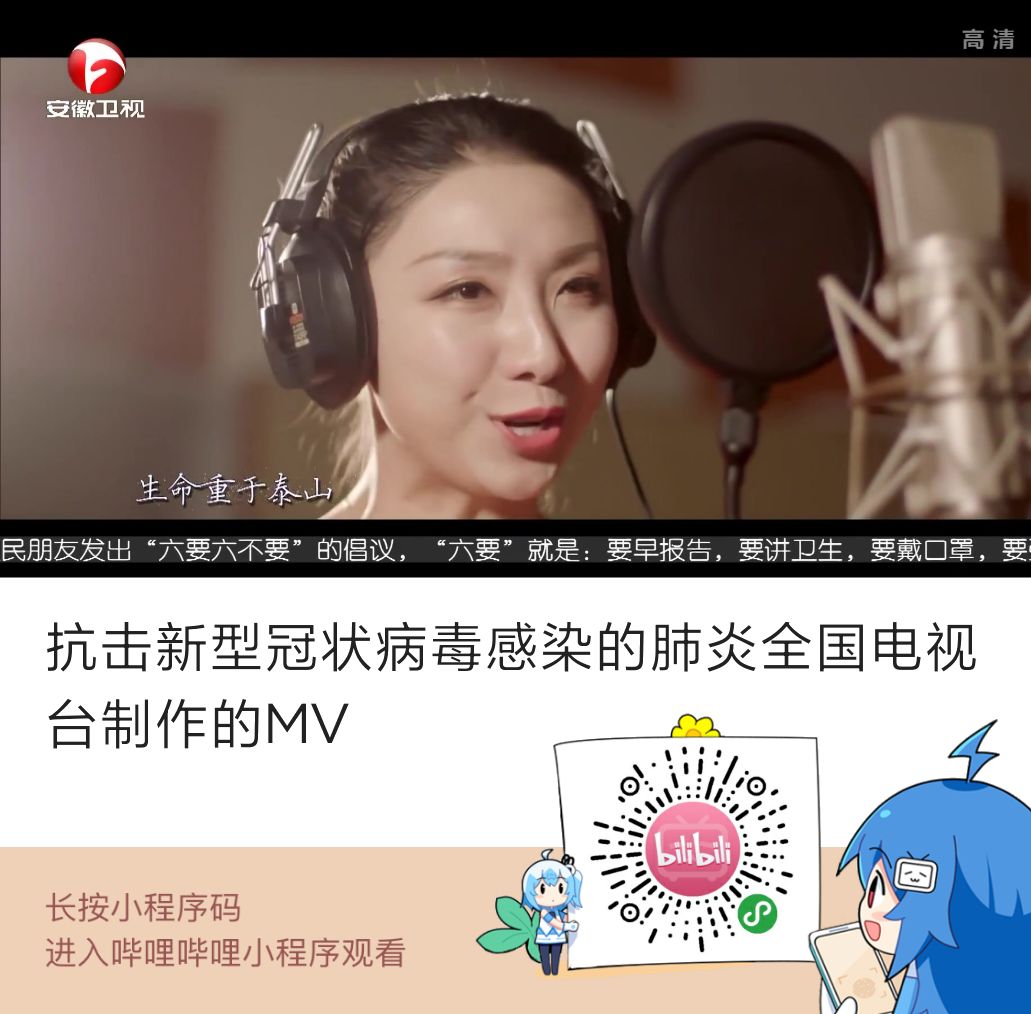 高清
安徽卫视
生命重于泰山
民朋友发出“六要六不要”的倡议，“六要”就是：要早报告，要讲卫生，要戴口罩，要
抗击新型冠状病毒感染的肺炎全国电视
台制作的MV
bilibili
长按小程序码
进入哔哩哔哩小程序观看